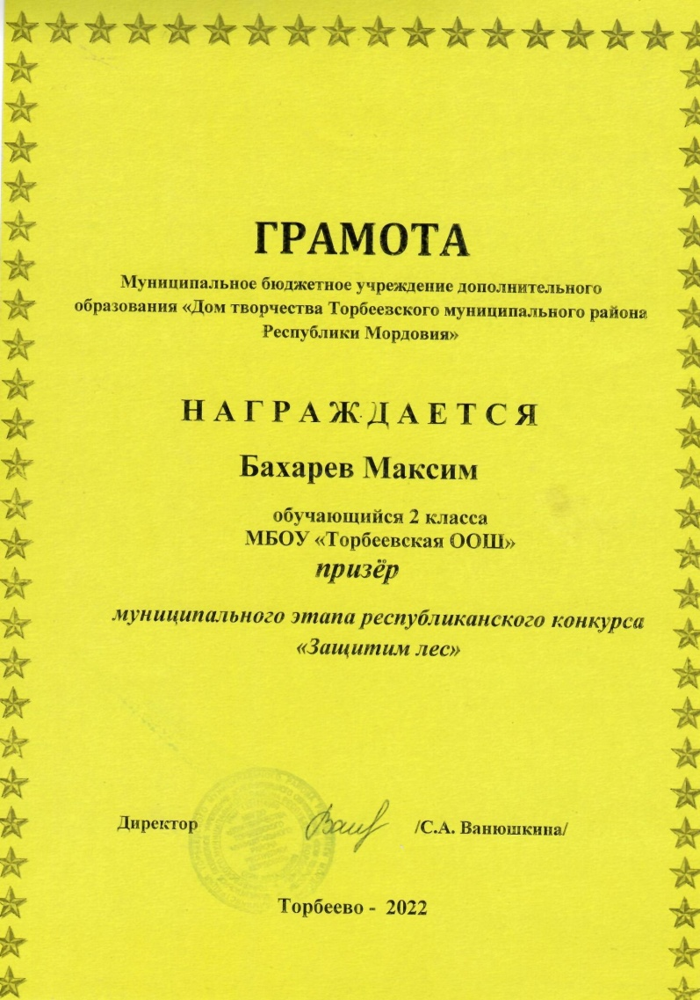 ГРАМОТА
Муниципальное бюджетное учреждение дополнительного
образования «Дом творчества Торбеевского муниципального района
Республики Мордовия»
НАГРАЖДАЕТСЯ
Бахарев Максим
обучающийся 2 класса
МБОУ «Торбеевская ООШ»
призёр
муниципального этапа республиканского конкурса
«Защитим лес»
Директор /С.А. Ванюшкина/
Торбеево - 2022